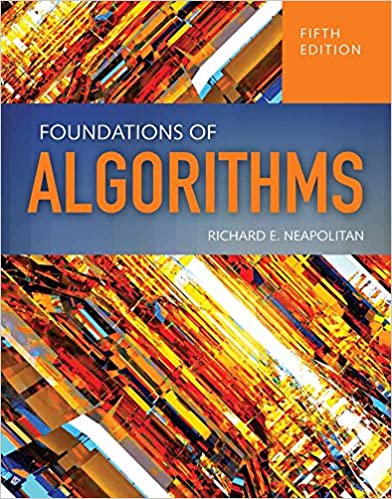 FIFTH
EDITION
FOUNDATIONS OF
ALGORITHMS
RICHARD E. NEAPOLITAN